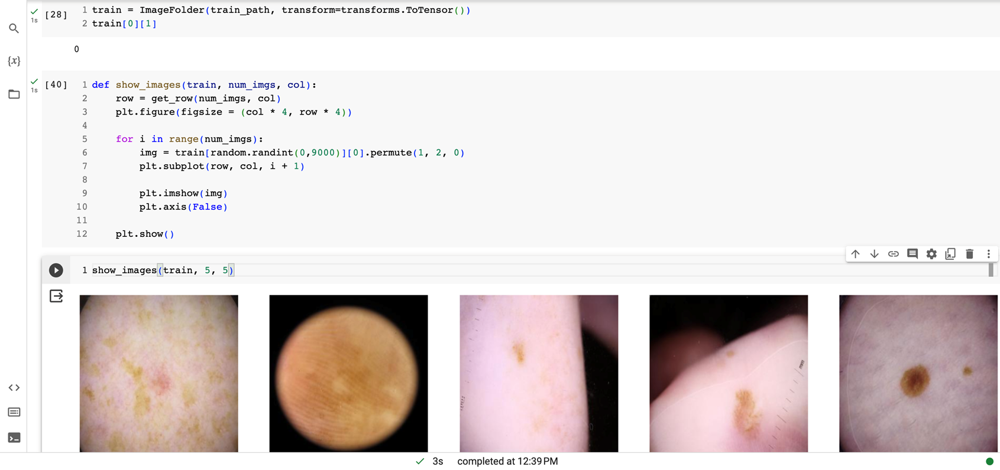 1s
[28]
1 train = ImageFolder(train_path, transform=transforms.ToTensor())
2 train[0][1]
0
{x}
1s
[40]
1 def show_images(train, num_imgs, col):
2     row = get_row(num_imgs, col)
3     plt.figure(figsize = (col * 4, row * 4))
4
5     for i in range(num_imgs):
6         img = train[random.randint(0,9000)][0].permute(1, 2, 0)
7         plt.subplot(row, col, i + 1)
8
9         plt.imshow(img)
10         plt.axis(False)
11
12     plt.show()
1 show_images(train, 5, 5)
3s completed at 12:39 PM